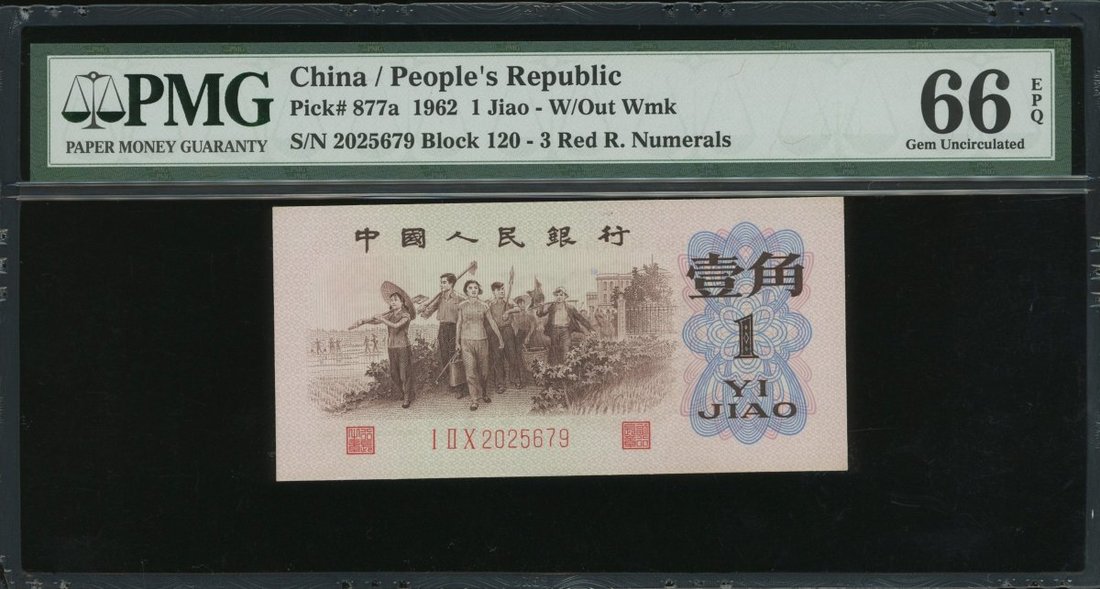 PMG
PAPER MONEY GUARANTY
China / People's Republic
Pick# 877a 1962 1 Jiao - W/Out Wmk
S/N 2025679 Block 120 - 3 Red R. Numerals
66
EPQ
Gem Uncirculated
中國人民銀行
壹角
1
YI
JIAO
I II X 2025679